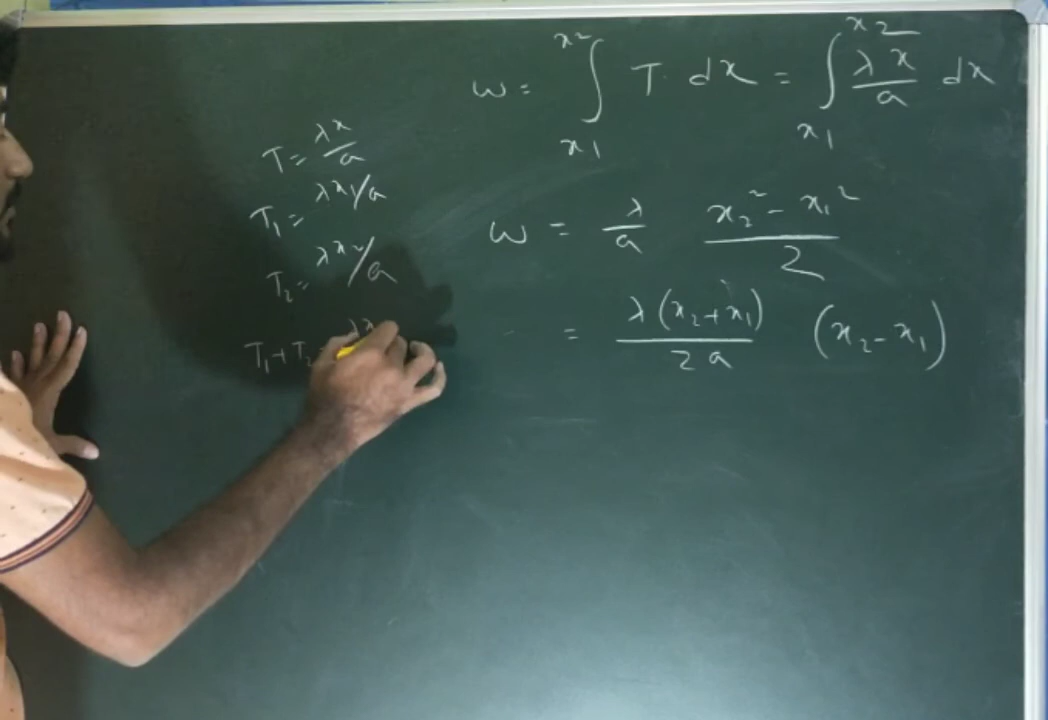 w = ∫_{x1}^{x2} T. dx = ∫_{x1}^{x2} λx/a dx
T = λx/a
T1 = λx1/a
T2 = λx2/a
T1 + T2
w = λ/a (x2² - x1²)/2
= λ(x2 + x1)/2a (x2 - x1)